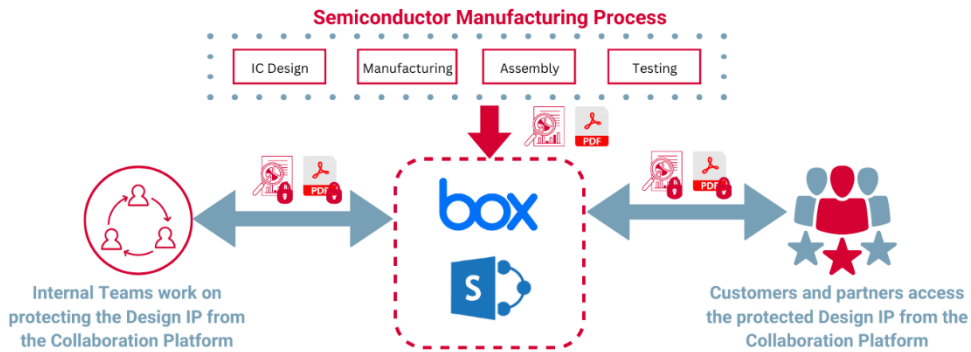 Semiconductor Manufacturing Process
IC Design
Manufacturing
Assembly
Testing
PDF
PDF
PDF
box
S
Internal Teams work on
protecting the Design IP from
the Collaboration Platform
Customers and partners access
the protected Design IP from the
Collaboration Platform